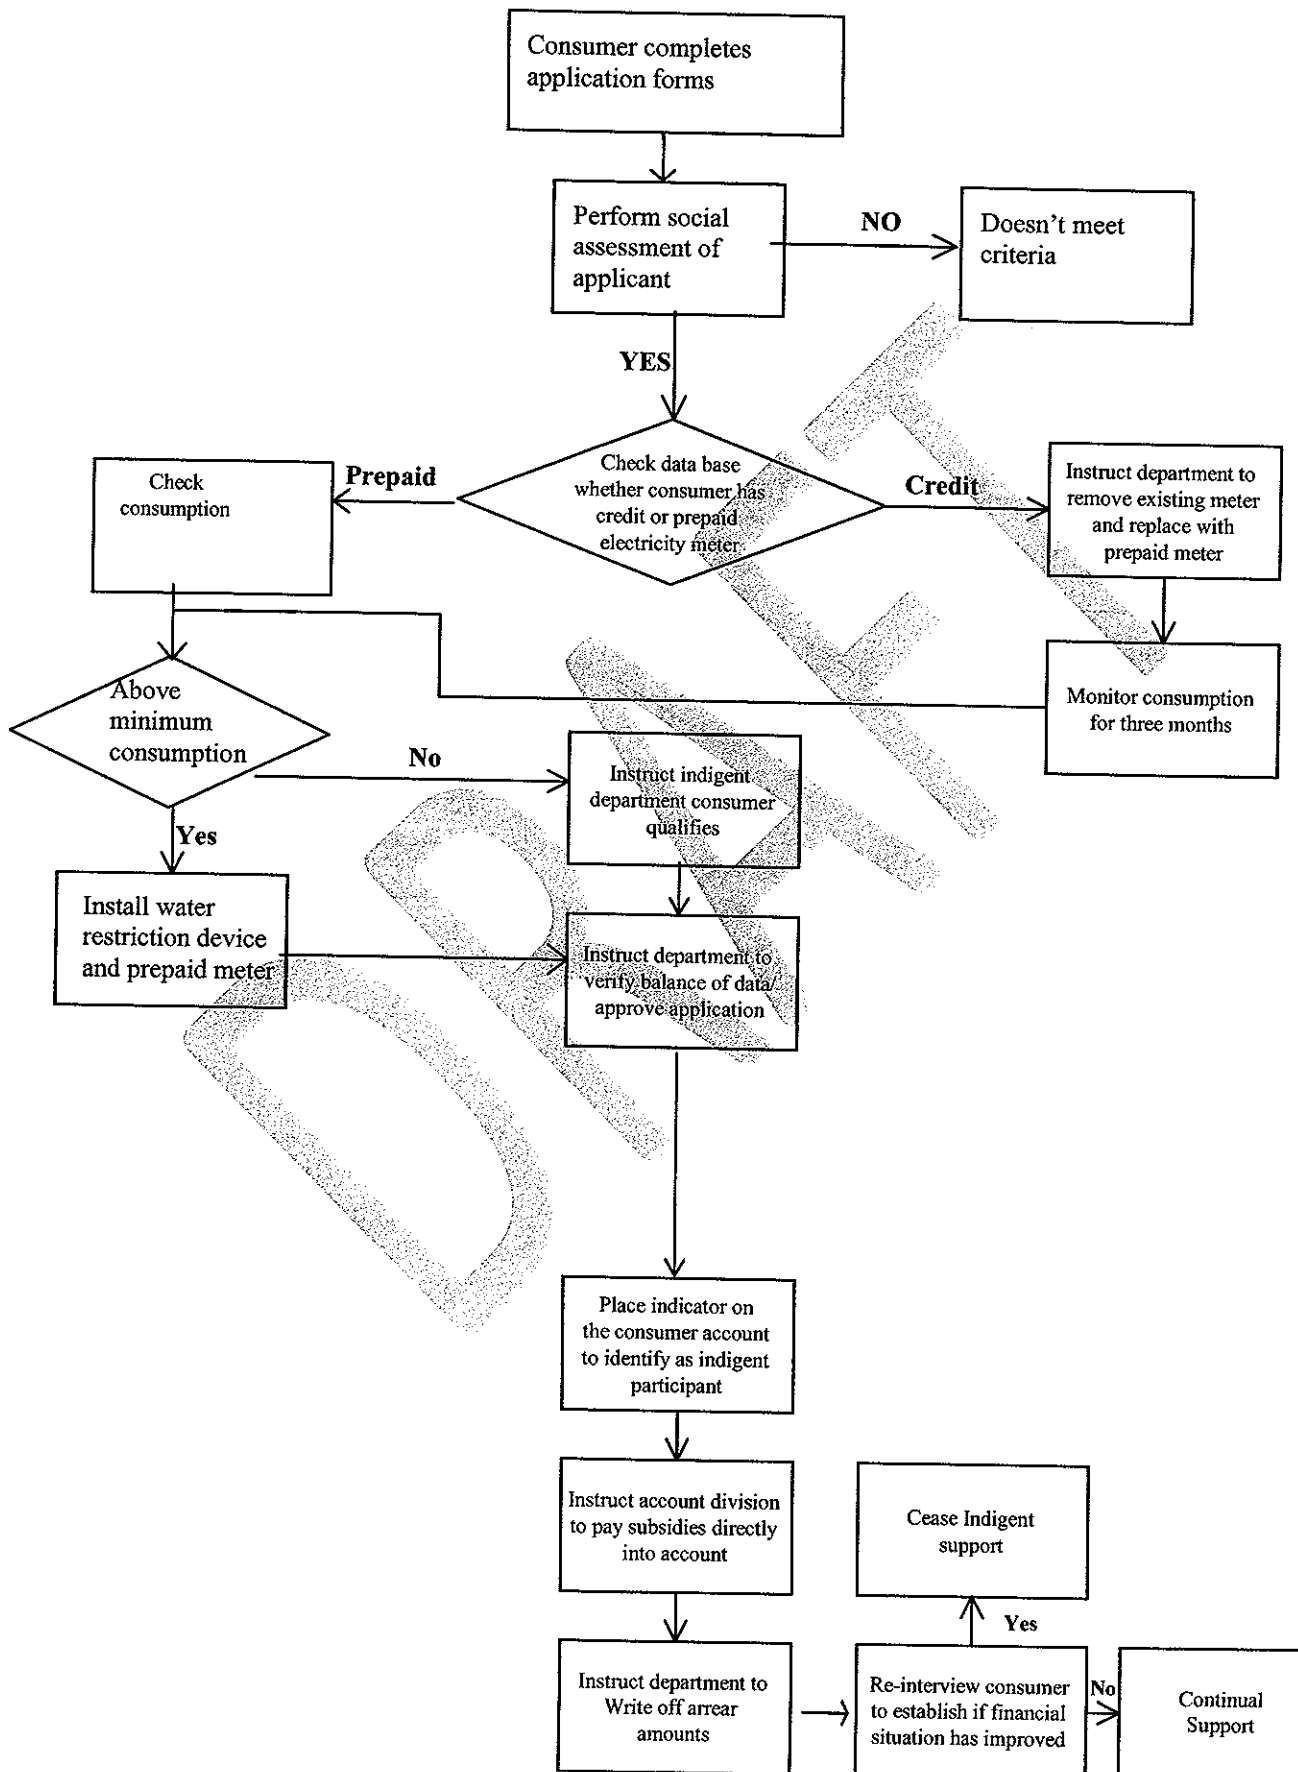 Consumer completes
application forms
Perform social
assessment of
applicant
NO
Doesn't meet
criteria
YES
Check data base
whether consumer has
credit or prepaid
electricity meter
Prepaid
Check
consumption
Credit
Instruct department to
remove existing meter
and replace with
prepaid meter
Monitor consumption
for three months
Above
minimum
consumption
No
Instruct indigent
department consumer
qualifies
Yes
Install water
restriction device
and prepaid meter
Instruct department to
verify balance of data/
approve application
Place indicator on
the consumer account
to identify as indigent
participant
Instruct account division
to pay subsidies directly
into account
Cease Indigent
support
Yes
Instruct department to
Write off arrear
amounts
Re-interview consumer
to establish if financial
situation has improved
No
Continual
Support
DRAFT